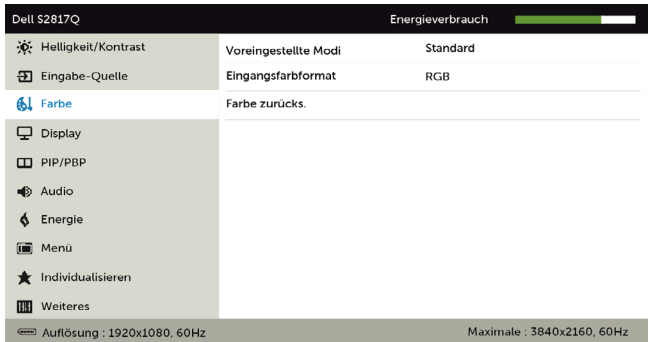 Dell S2817Q Energieverbrauch
Helligkeit/Kontrast
Voreingestellte Modi Standard
Eingabe-Quelle
Eingangsfarbformat RGB
Farbe
Farbe zurücks.
Display
PIP/PBP
Audio
Energie
Menü
Individualisieren
Weiteres
Auflösung : 1920x1080, 60Hz Maximale : 3840x2160, 60Hz